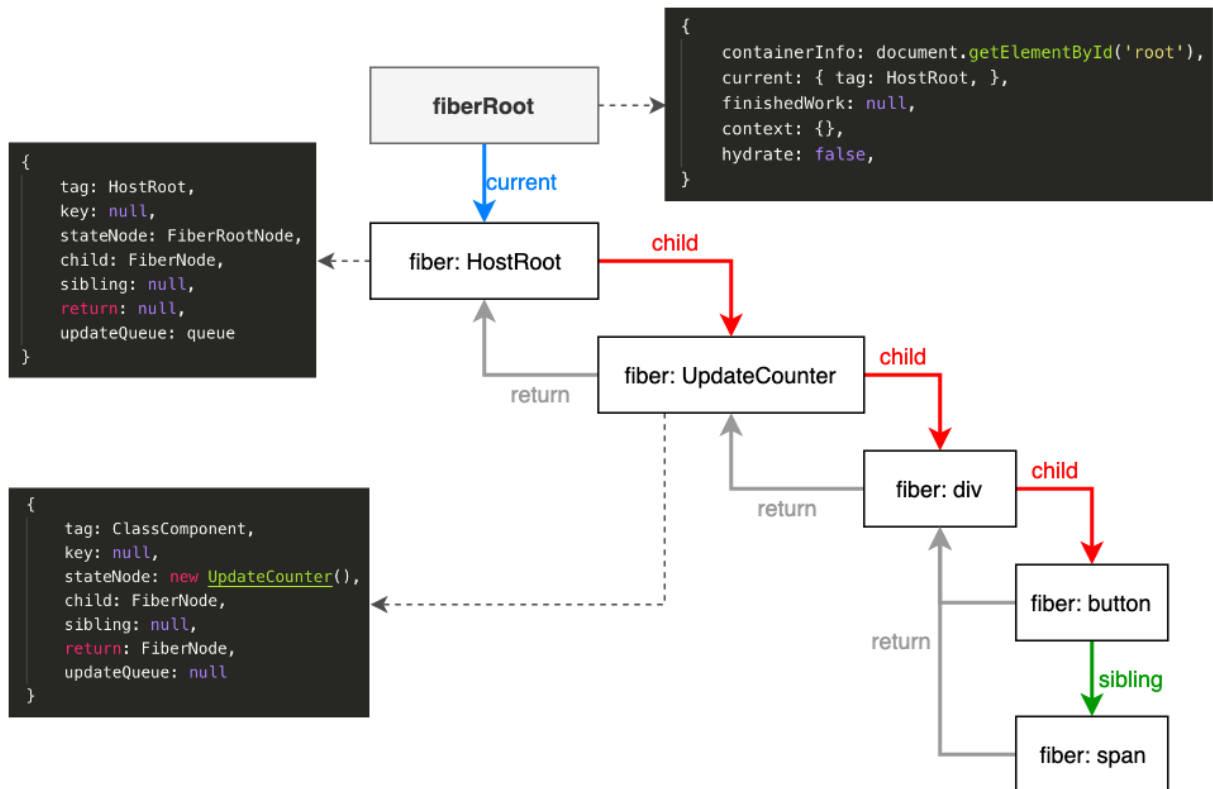 {
containerInfo: document.getElementById('root'),
current: { tag: HostRoot, },
finishedWork: null,
context: {},
hydrate: false,
}
fiberRoot
current
{
tag: HostRoot,
key: null,
stateNode: FiberRootNode,
child: FiberNode,
sibling: null,
return: null,
updateQueue: queue
}
fiber: HostRoot
child
return
fiber: UpdateCounter
child
return
fiber: div
child
{
tag: ClassComponent,
key: null,
stateNode: new UpdateCounter(),
child: FiberNode,
sibling: null,
return: FiberNode,
updateQueue: null
}
fiber: button
return
sibling
fiber: span